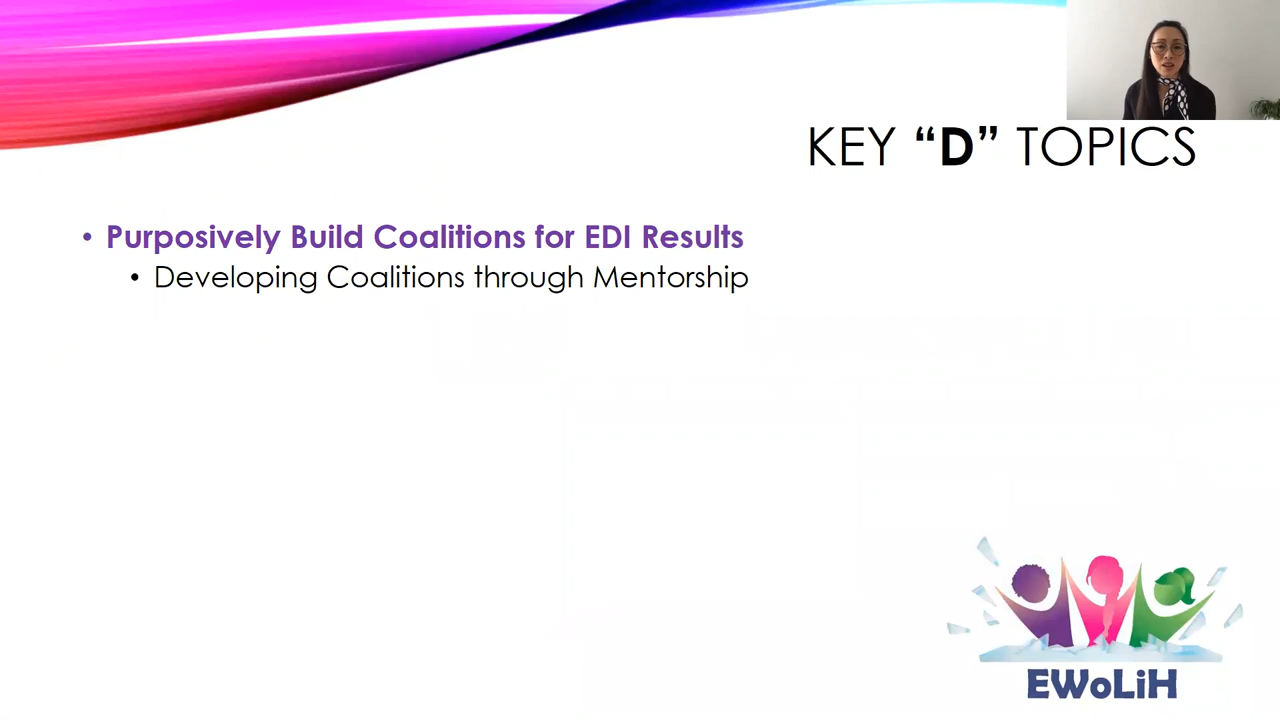 KEY “D” TOPICS
• Purposively Build Coalitions for EDI Results
• Developing Coalitions through Mentorship
EWoLiH